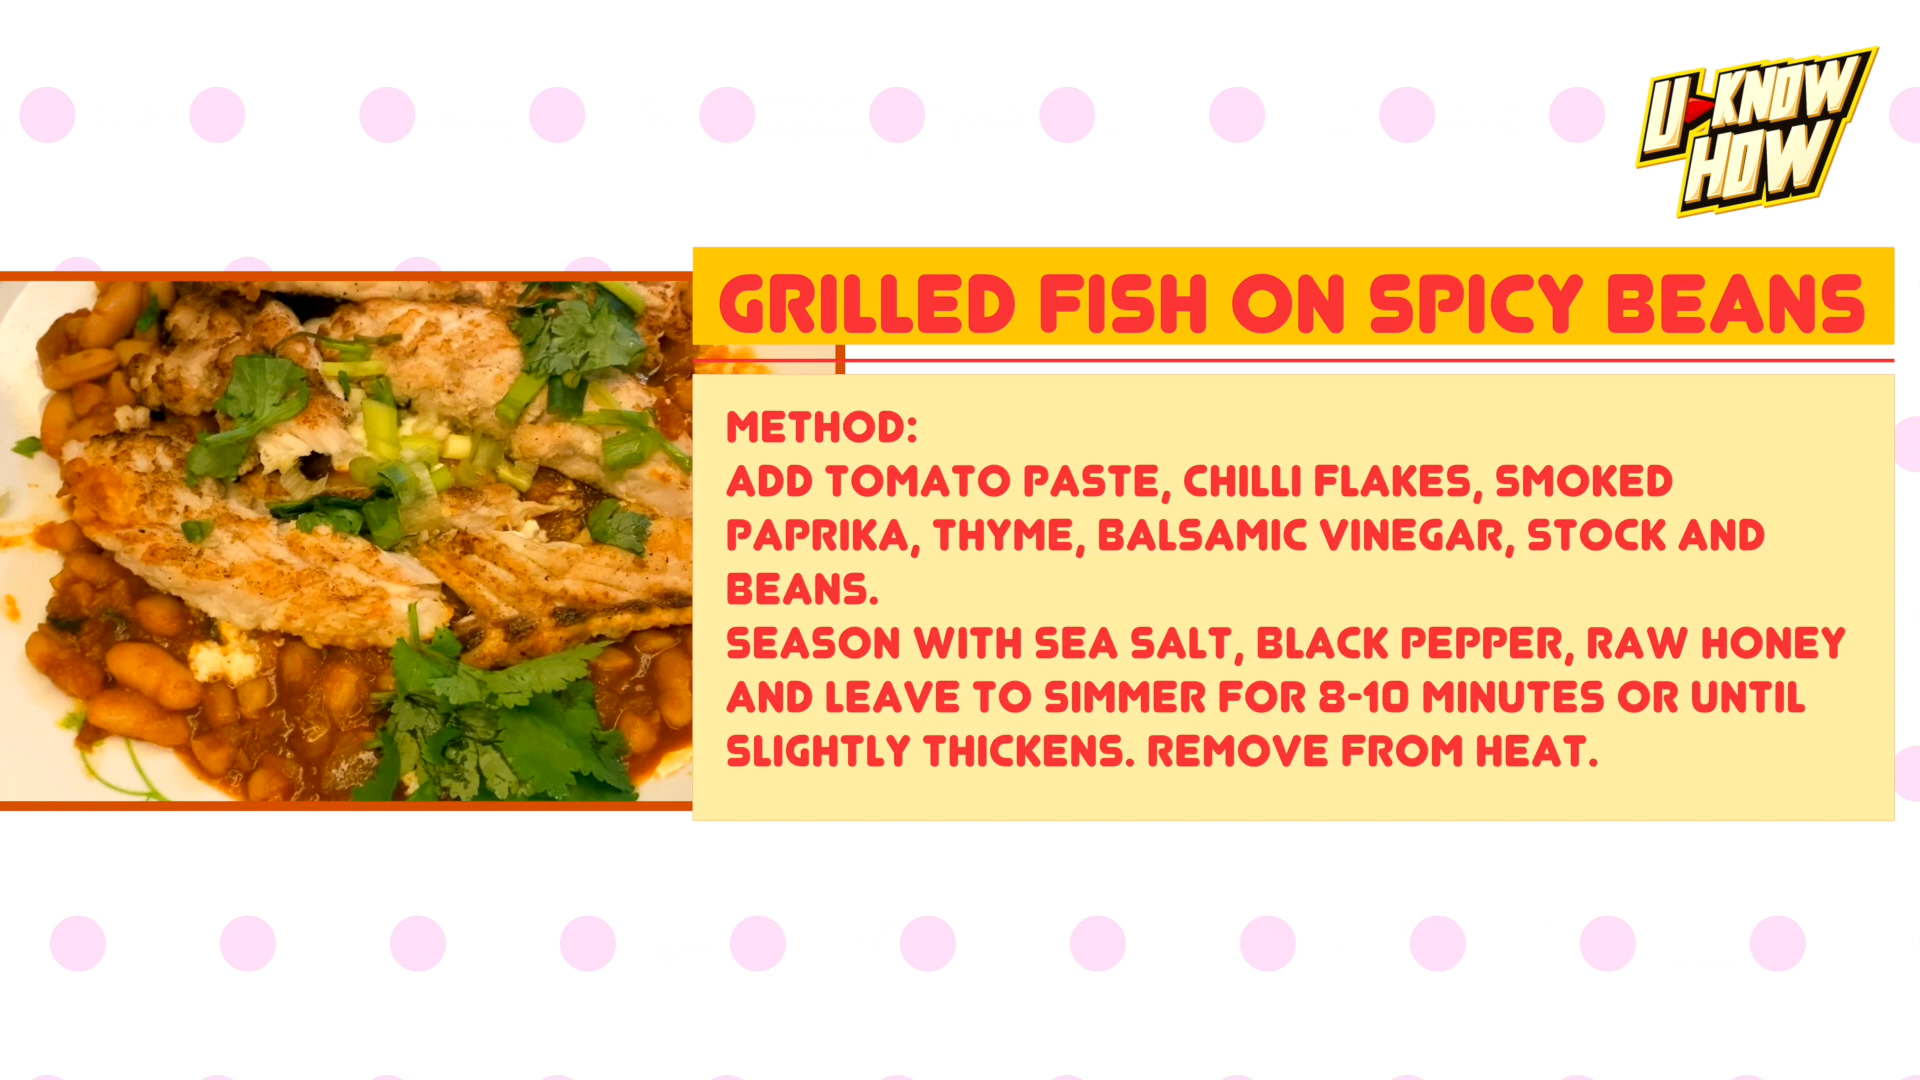 U KNOW
HOW
GRILLED FISH ON SPICY BEANS
METHOD:
ADD TOMATO PASTE, CHILLI FLAKES, SMOKED
PAPRIKA, THYME, BALSAMIC VINEGAR, STOCK AND
BEANS.
SEASON WITH SEA SALT, BLACK PEPPER, RAW HONEY
AND LEAVE TO SIMMER FOR 8-10 MINUTES OR UNTIL
SLIGHTLY THICKENS. REMOVE FROM HEAT.